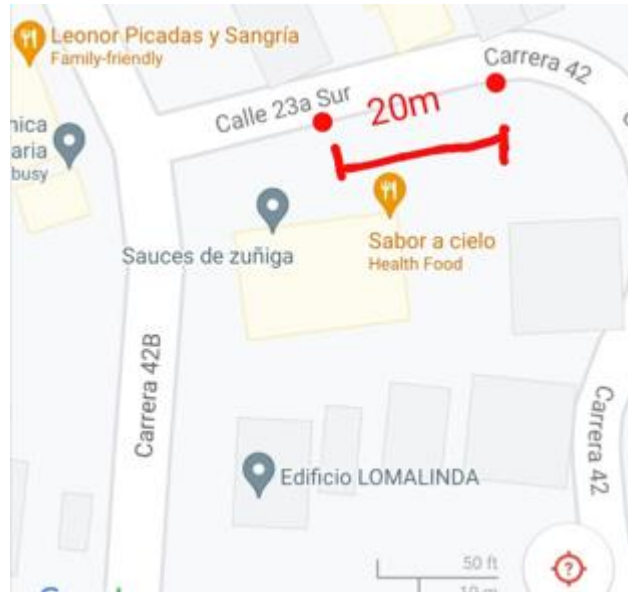 Leonor Picadas y Sangría
Family-friendly
Carrera 42
Calle 23a Sur
20m
nica
aria
busy
Sauces de zuñiga
Sabor a cielo
Health Food
Carrera 42B
Carrera 42
Edificio LOMALINDA
50 ft
10 m